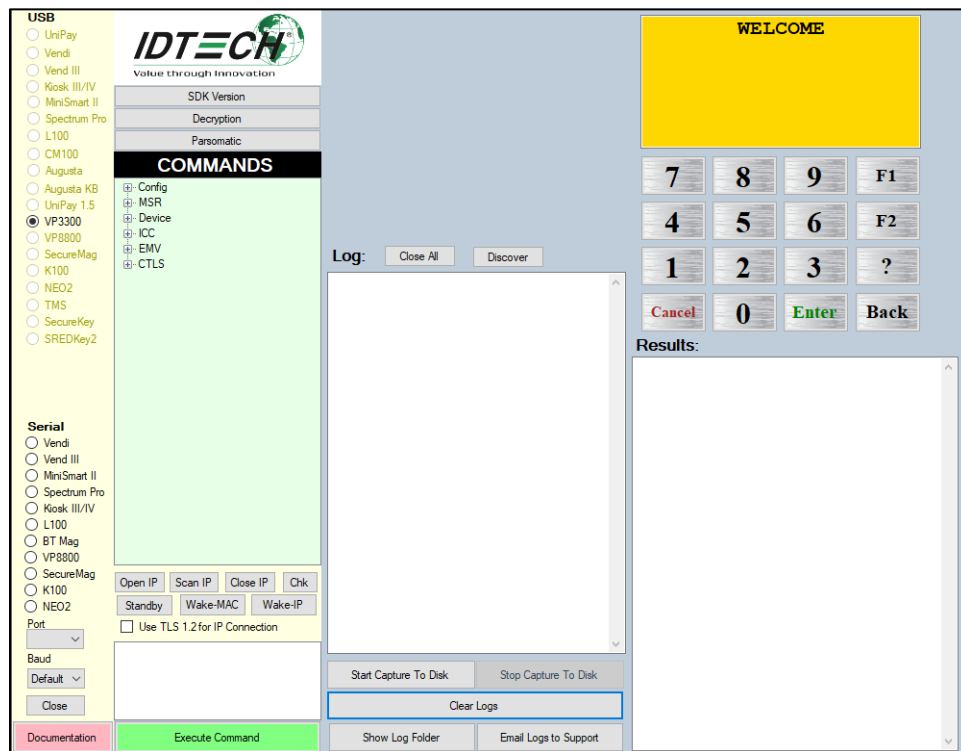 USB
UniPay
Vendi
Vend III
Kiosk III/IV
MiniSmart II
Spectrum Pro
L100
CM100
Augusta
Augusta KB
UniPay 1.5
VP3300
VP8800
SecureMag
K100
NEO2
TMS
SecureKey
SREDKey2
Serial
Vendi
Vend III
MiniSmart II
Spectrum Pro
Kiosk III/IV
L100
BT Mag
VP8800
SecureMag
K100
NEO2
Port
Baud
Default
Close
Documentation
IDTECH®
Value through Innovation
SDK Version
Decryption
Parsomatic
COMMANDS
Config
MSR
Device
ICC
EMV
CTLS
Open IP Scan IP Close IP Chk
Standby Wake-MAC Wake-IP
Use TLS 1.2 for IP Connection
Execute Command
Log: Close All Discover
Start Capture To Disk Stop Capture To Disk
Clear Logs
Show Log Folder Email Logs to Support
WELCOME
7 8 9 F1
4 5 6 F2
1 2 3 ?
Cancel 0 Enter Back
Results: